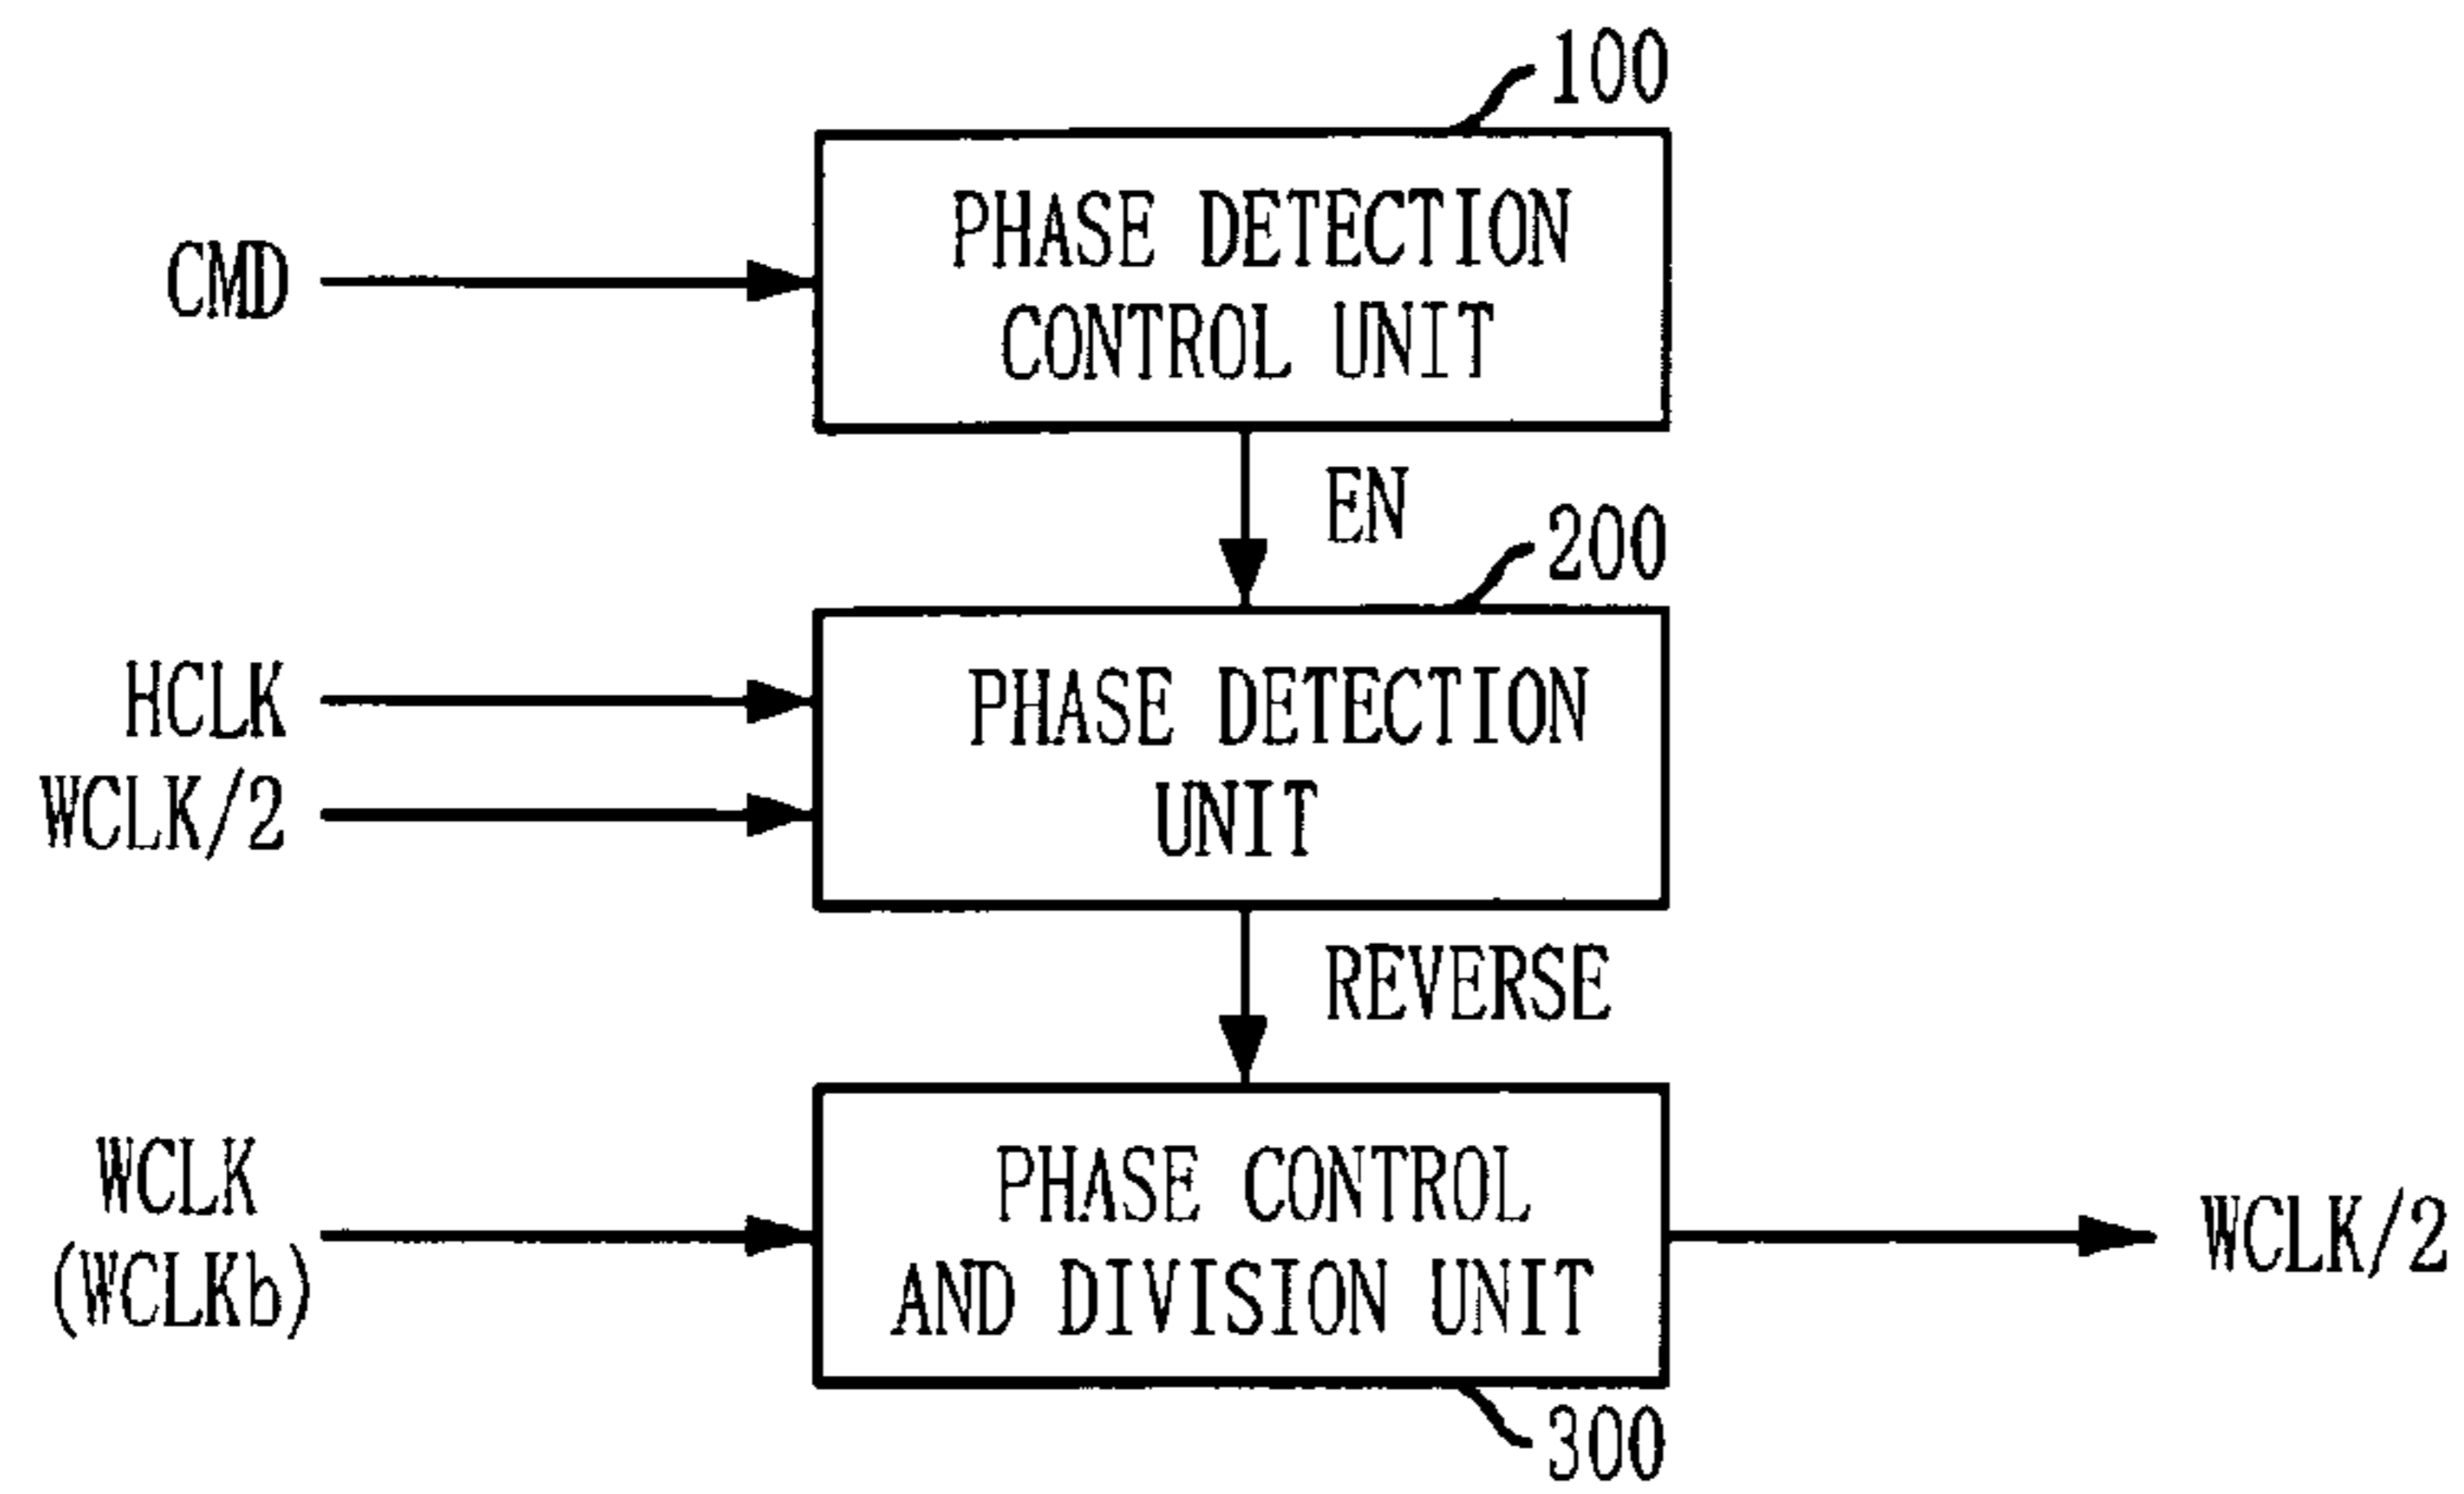 100
PHASE DETECTION
CONTROL UNIT
CMD
EN
200
HCLK
WCLK/2
PHASE DETECTION
UNIT
REVERSE
WCLK
(WCLKb)
PHASE CONTROL
AND DIVISION UNIT
WCLK/2
300